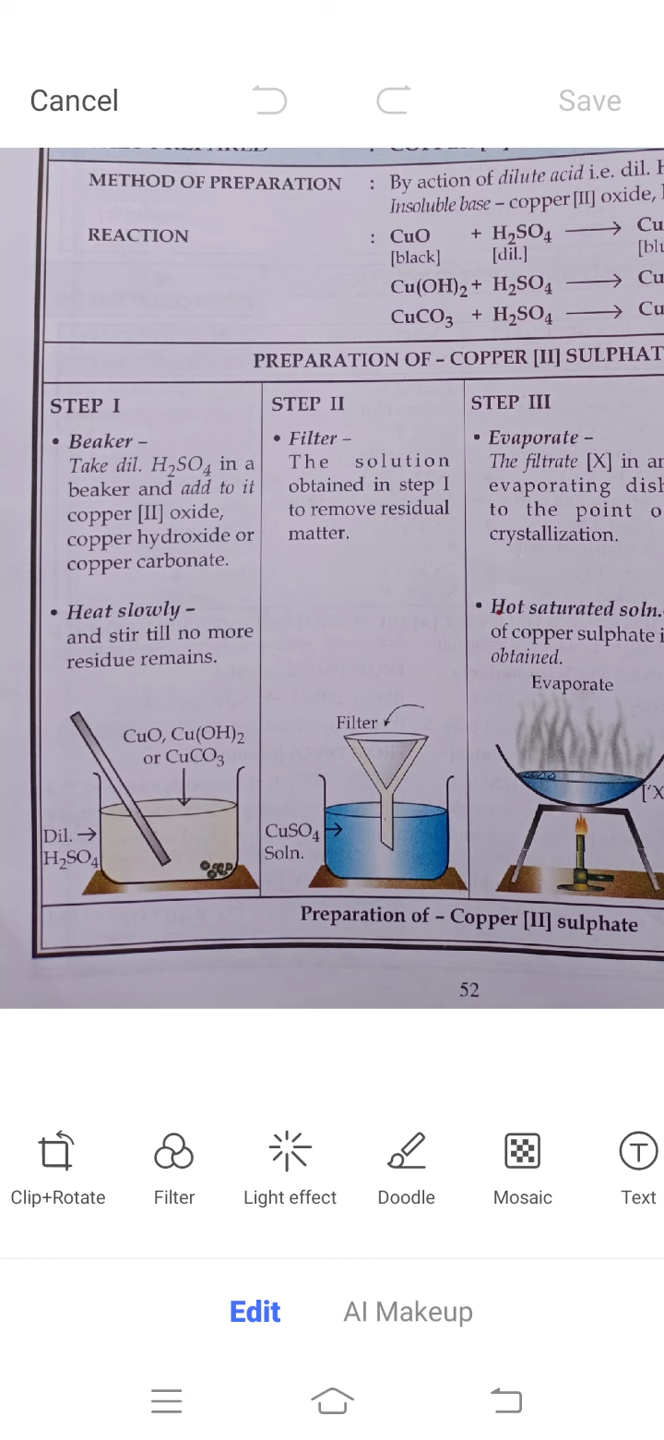 Cancel
Save
METHOD OF PREPARATION : By action of dilute acid i.e. dil.
Insoluble base – copper [II] oxide,
REACTION : CuO + H₂SO₄ ⟶ Cu
[black] [dil.]
Cu(OH)₂ + H₂SO₄ ⟶ Cu
CuCO₃ + H₂SO₄ ⟶ Cu
PREPARATION OF – COPPER [II] SULPHAT
STEP I
• Beaker –
Take dil. H₂SO₄ in a
beaker and add to it
copper [II] oxide,
copper hydroxide or
copper carbonate.
• Heat slowly –
and stir till no more
residue remains.
CuO, Cu(OH)₂
or CuCO₃
Dil. →
H₂SO₄
STEP II
• Filter –
The solution
obtained in step I
to remove residual
matter.
Filter
CuSO₄ →
Soln.
STEP III
• Evaporate –
The filtrate [X] in an
evaporating dish
to the point o
crystallization.
• Hot saturated soln.
of copper sulphate i
obtained.
Evaporate
['X
Preparation of – Copper [II] sulphate
52
Clip+Rotate
Filter
Light effect
Doodle
Mosaic
Text
Edit
AI Makeup